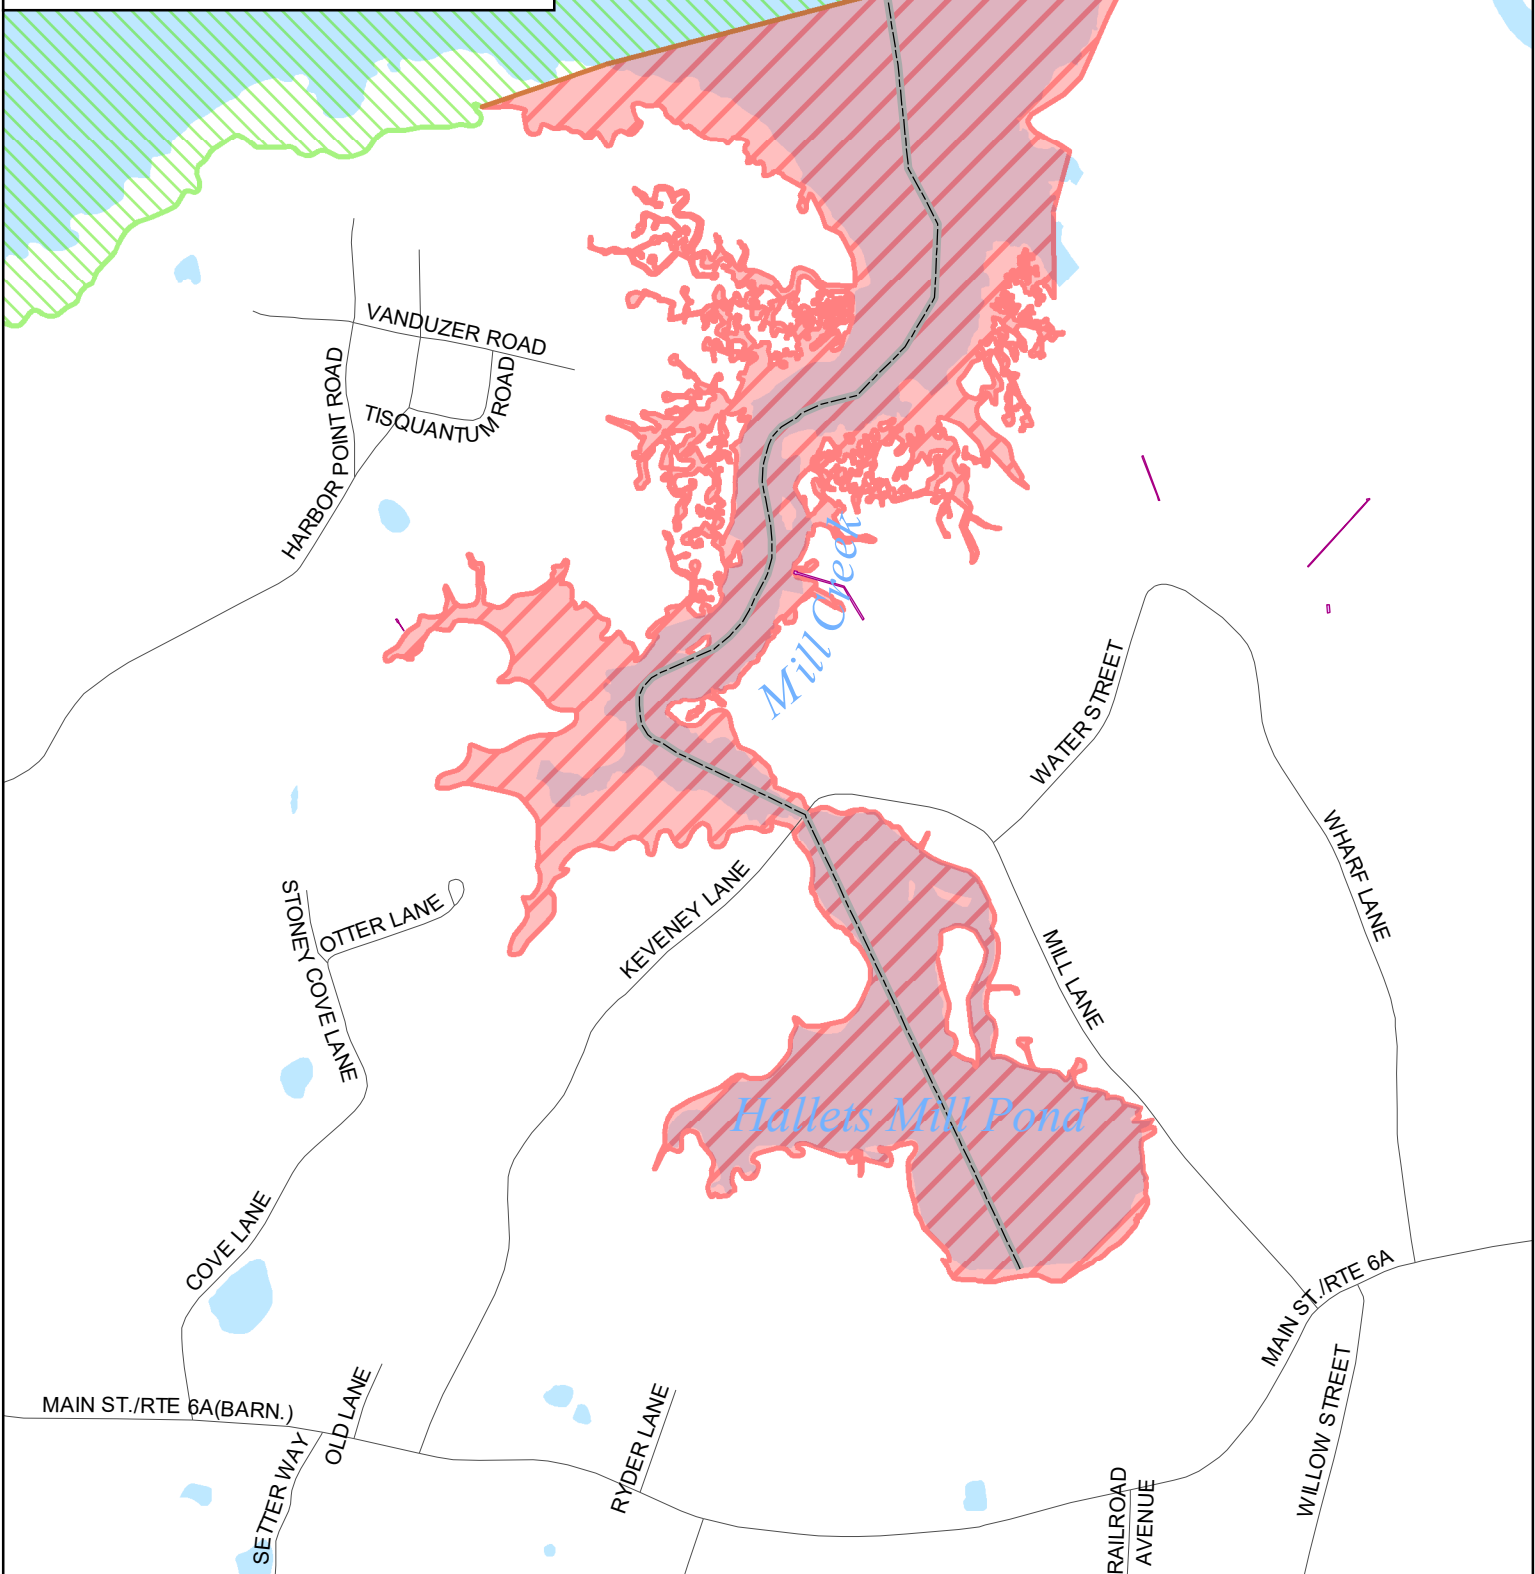 VANDUZER ROAD
HARBOR POINT ROAD
TISQUANTUM ROAD
Mill Creek
WATER STREET
WHARF LANE
KEVENEY LANE
STONEY COVE LANE
OTTER LANE
MILL LANE
Hallets Mill Pond
COVE LANE
MAIN ST./RTE 6A
MAIN ST./RTE 6A(BARN.)
OLD LANE
SETTER WAY
RYDER LANE
WILLOW STREET
RAILROAD
AVENUE